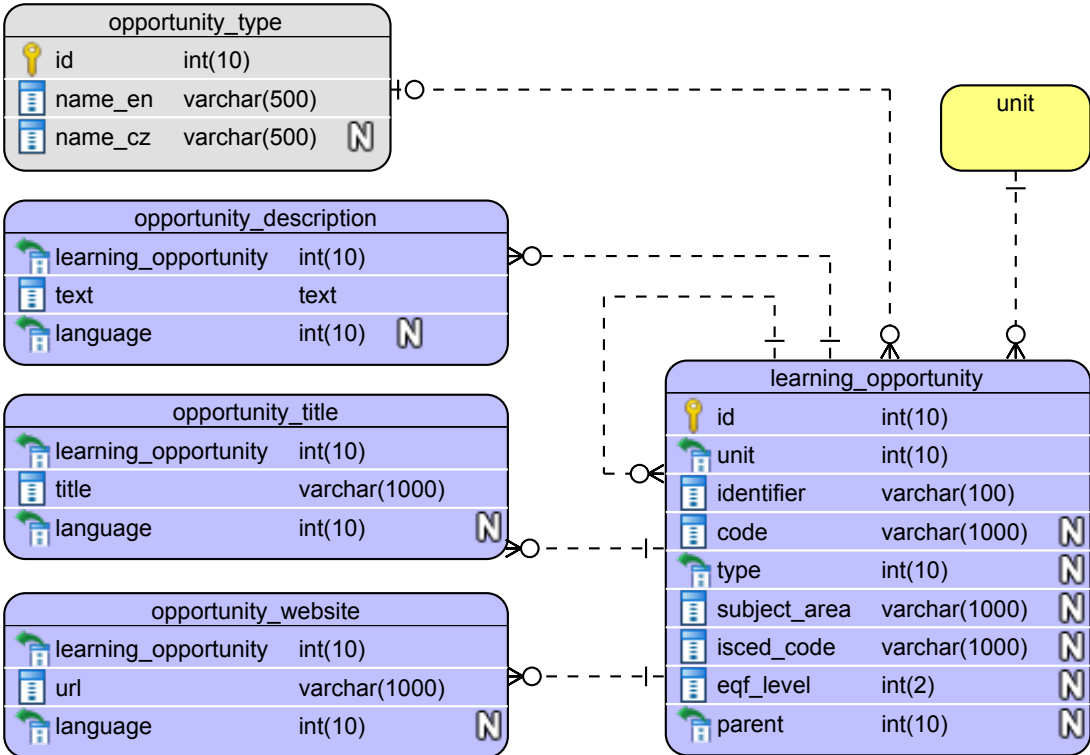 opportunity_type
id int(10)
name_en varchar(500)
name_cz varchar(500) N
unit
opportunity_description
learning_opportunity int(10)
text text
language int(10) N
opportunity_title
learning_opportunity int(10)
title varchar(1000)
language int(10) N
opportunity_website
learning_opportunity int(10)
url varchar(1000)
language int(10) N
learning_opportunity
id int(10)
unit int(10)
identifier varchar(100)
code varchar(1000) N
type int(10) N
subject_area varchar(1000) N
isced_code varchar(1000) N
eqf_level int(2) N
parent int(10) N